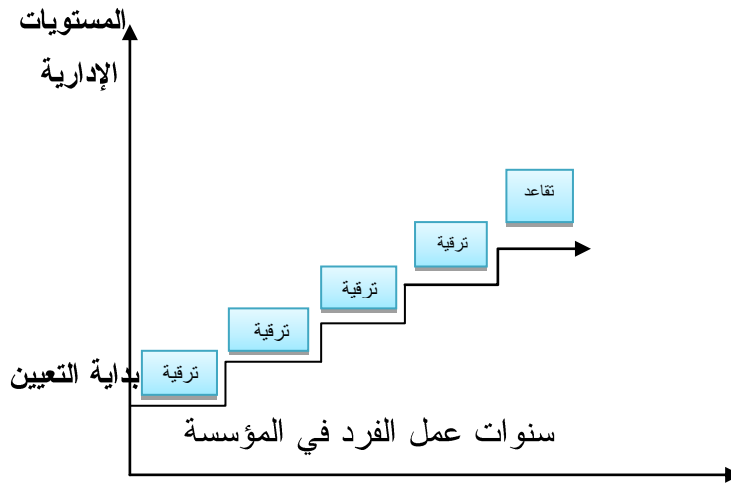 المستويات
الإدارية
تقاعد
ترقية
ترقية
ترقية
ترقية
بداية التعيين
سنوات عمل الفرد في المؤسسة